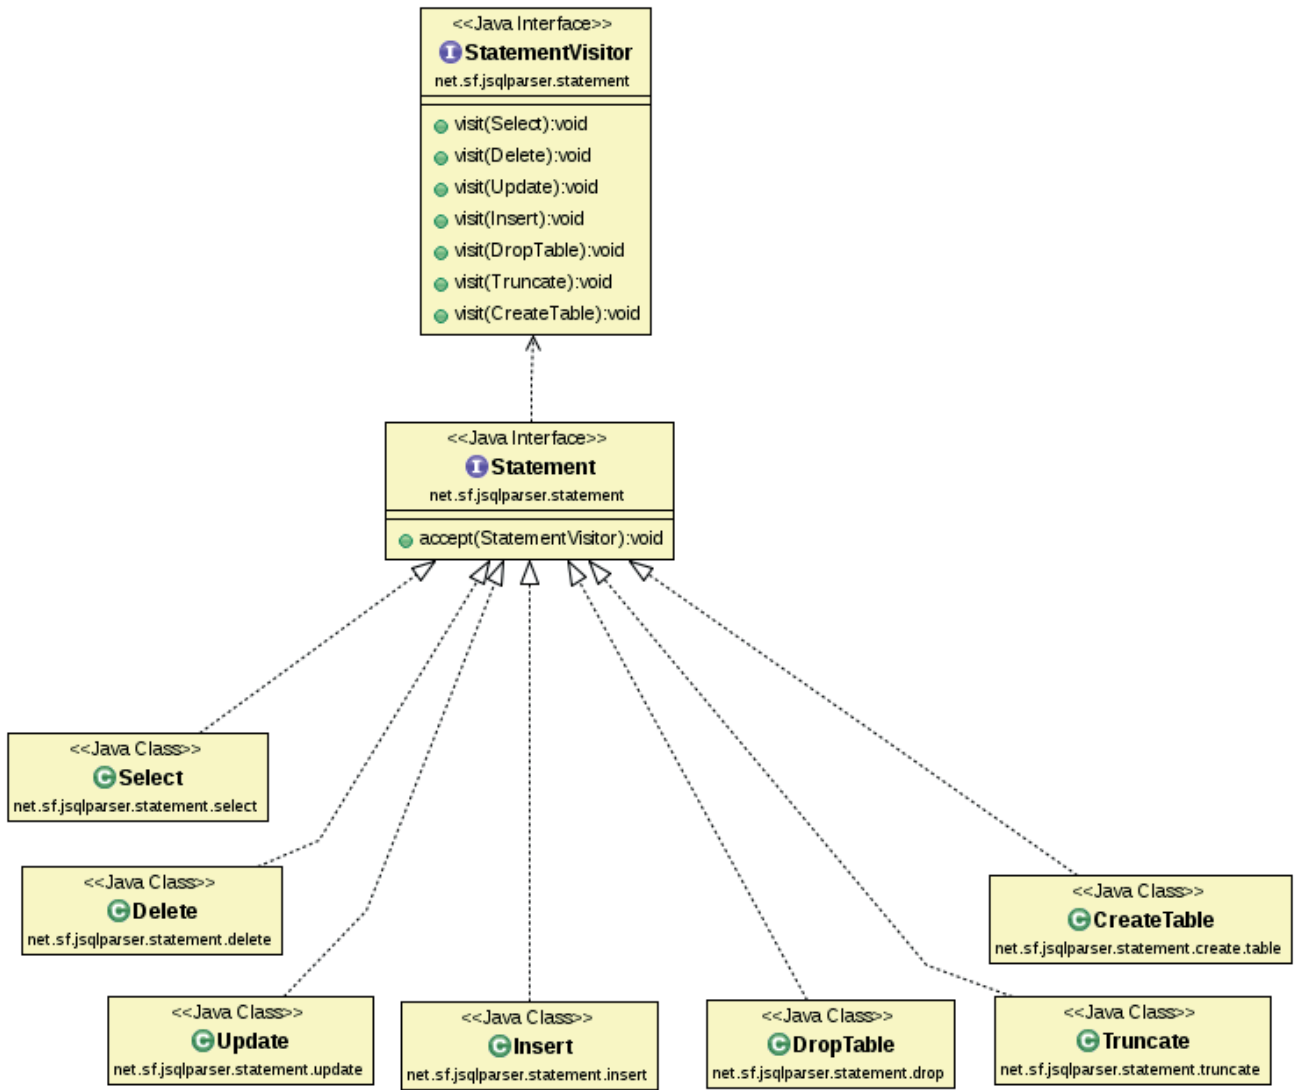 <<Java Interface>>
I StatementVisitor
net.sf.jsqlparser.statement
visit(Select):void
visit(Delete):void
visit(Update):void
visit(Insert):void
visit(DropTable):void
visit(Truncate):void
visit(CreateTable):void
<<Java Interface>>
I Statement
net.sf.jsqlparser.statement
accept(StatementVisitor):void
<<Java Class>>
C Select
net.sf.jsqlparser.statement.select
<<Java Class>>
C Delete
net.sf.jsqlparser.statement.delete
<<Java Class>>
C CreateTable
net.sf.jsqlparser.statement.create.table
<<Java Class>>
C Update
net.sf.jsqlparser.statement.update
<<Java Class>>
C Insert
net.sf.jsqlparser.statement.insert
<<Java Class>>
C DropTable
net.sf.jsqlparser.statement.drop
<<Java Class>>
C Truncate
net.sf.jsqlparser.statement.truncate